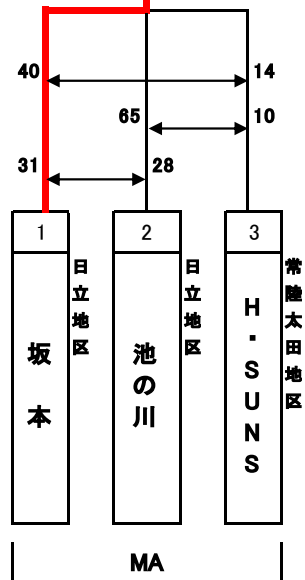 40 14
65 10
31 28
1 2 3
坂本
日立地区
池の川
日立地区
H・SUNS
常陸太田地区
MA